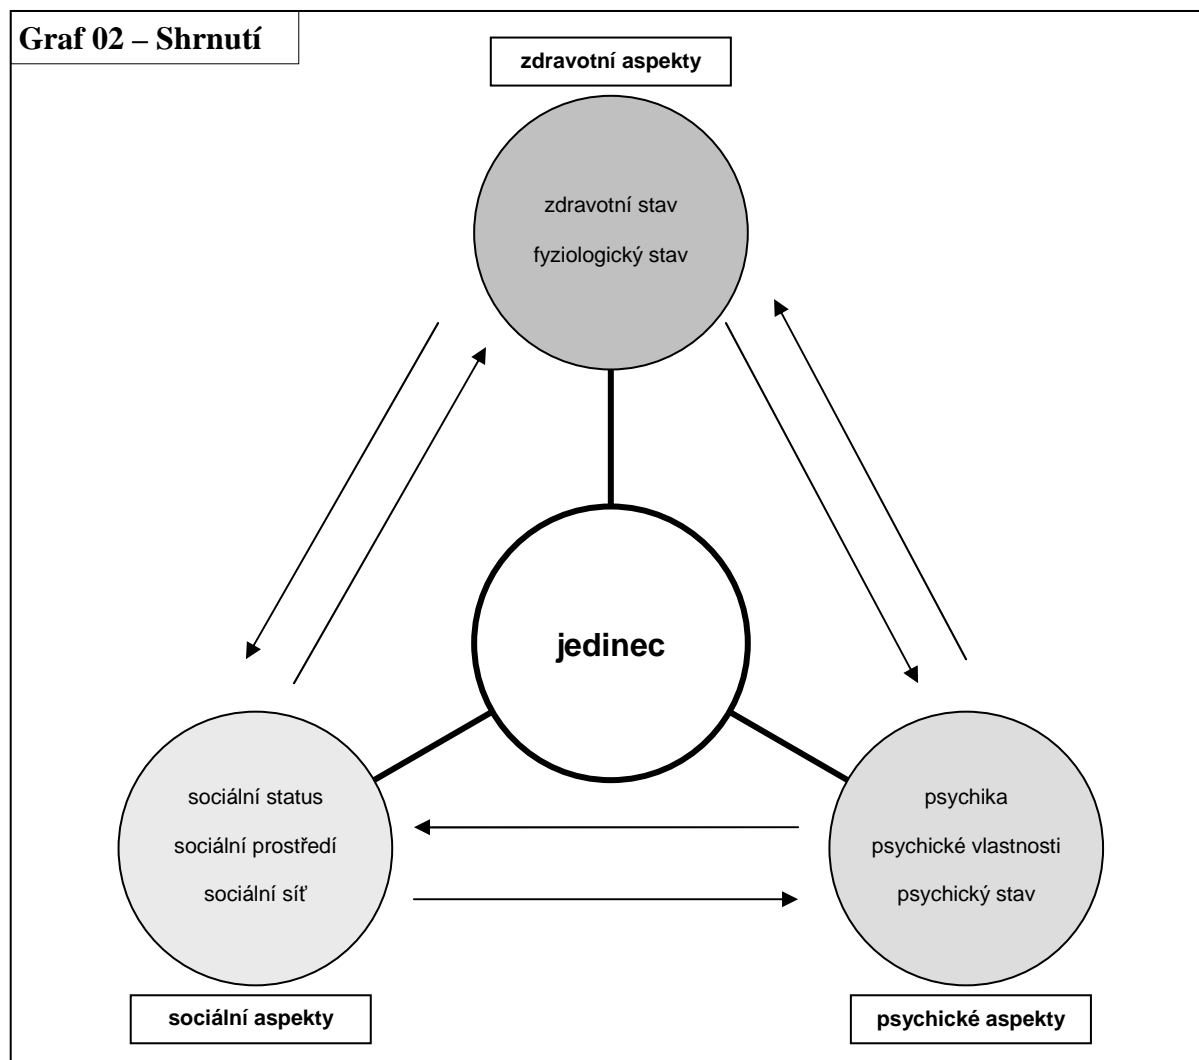 Graf 02 – Shrnutí
zdravotní aspekty
zdravotní stav
fyziologický stav
jedinec
sociální status
sociální prostředí
sociální síť
sociální aspekty
psychika
psychické vlastnosti
psychický stav
psychické aspekty